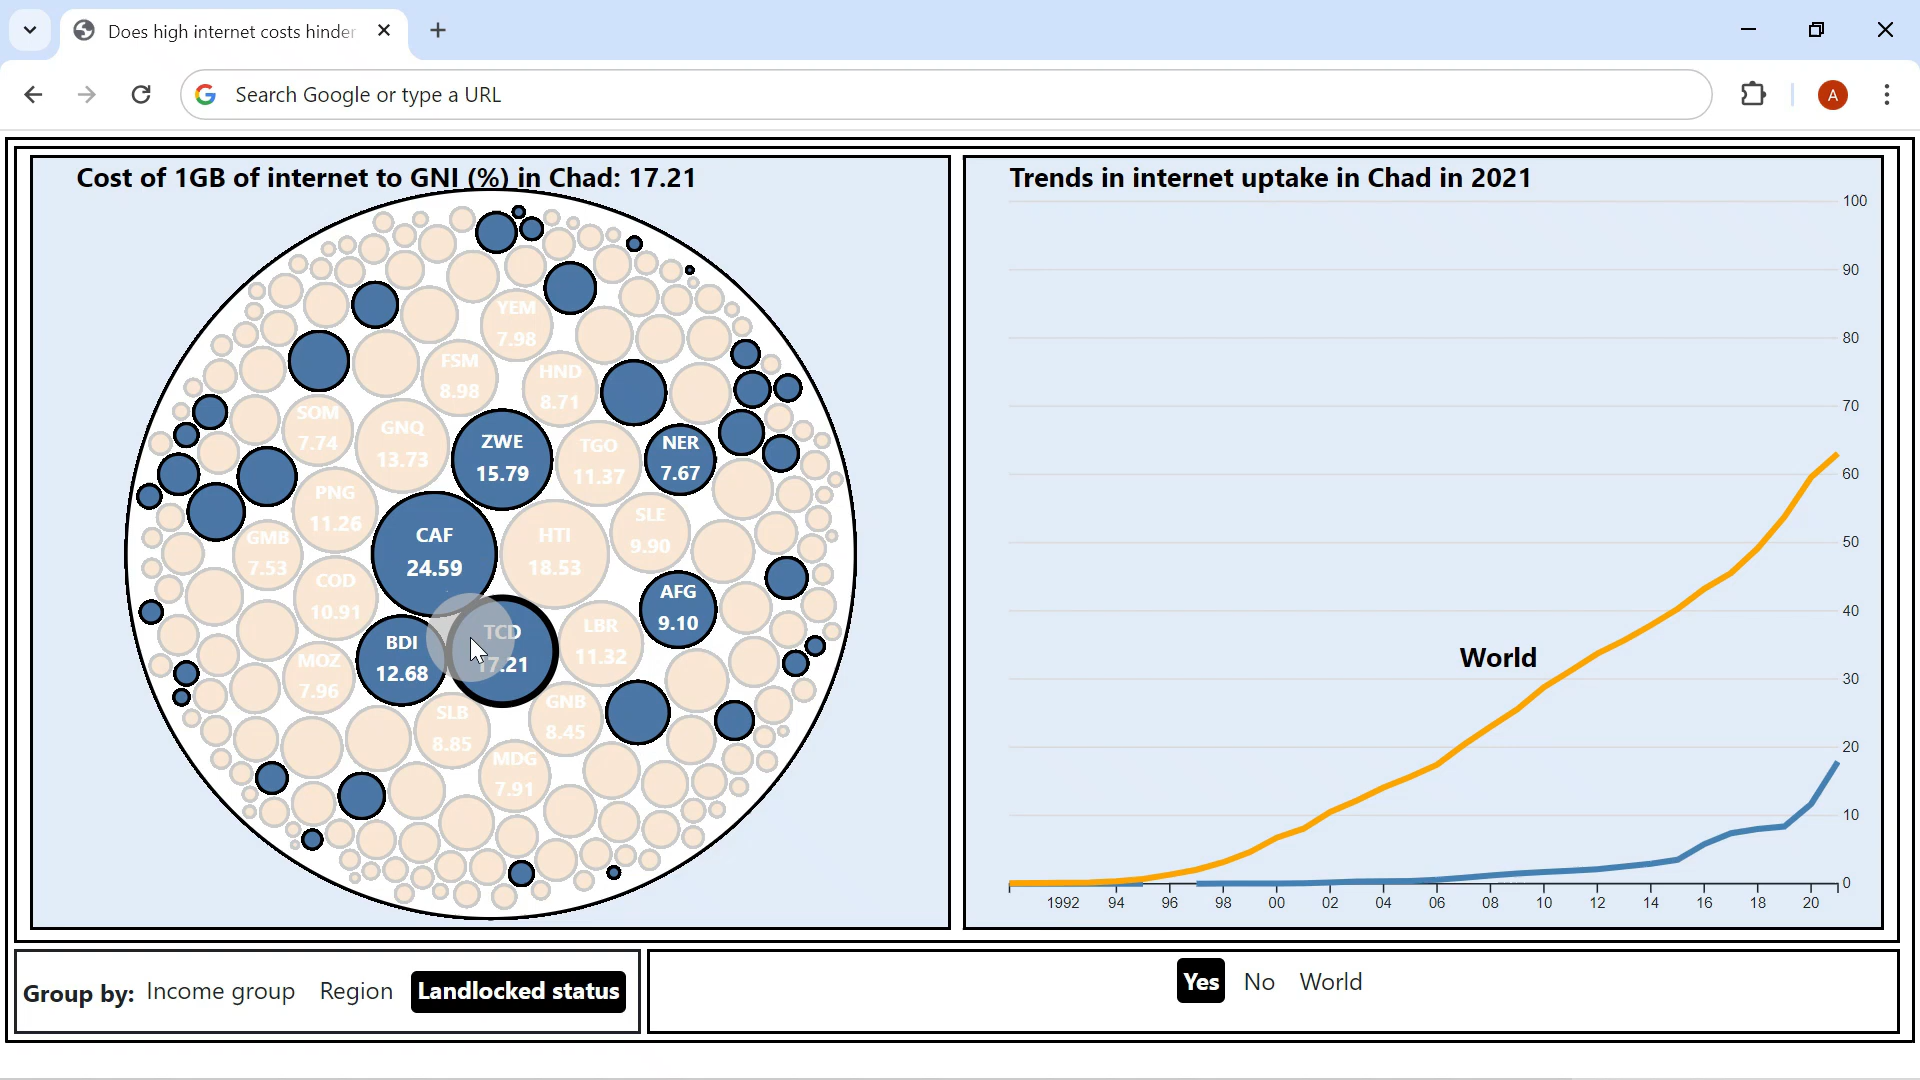 Does high internet costs hinder
Search Google or type a URL
A
Cost of 1GB of internet to GNI (%) in Chad: 17.21
YEM
7.98
FSM
8.98
HND
8.71
SOM
7.74
GNQ
13.73
ZWE
15.79
TGO
11.37
NER
7.67
PNG
11.26
CAF
24.59
HTI
18.53
SLE
9.90
GMB
7.53
COD
10.91
AFG
9.10
BDI
12.68
TCD
17.21
LBR
11.32
MOZ
7.96
SLB
8.85
GNB
8.45
MDG
7.91
Trends in internet uptake in Chad in 2021
100
90
80
70
60
50
40
30
20
10
0
World
1992 94 96 98 00 02 04 06 08 10 12 14 16 18 20
Group by: Income group Region Landlocked status
Yes No World